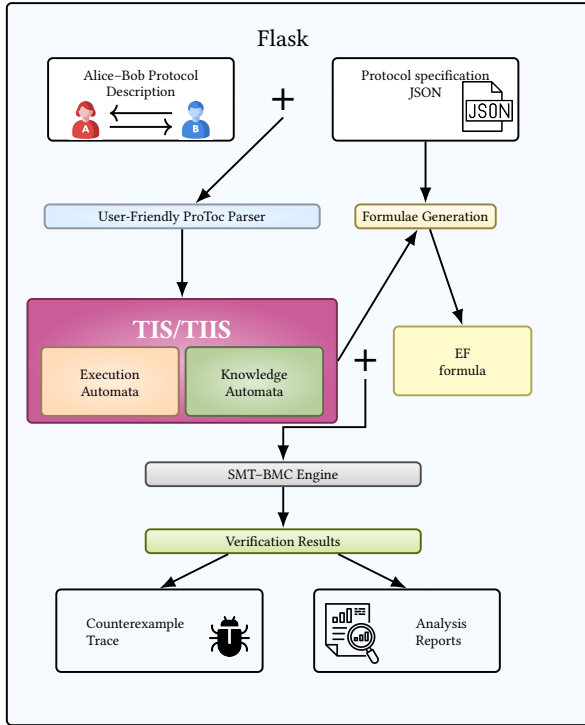 Flask
Alice–Bob Protocol
Description
A
B
+
Protocol specification
JSON
JSON
User-Friendly ProToc Parser
Formulae Generation
TIS/TIIS
Execution
Automata
Knowledge
Automata
+
EF
formula
SMT–BMC Engine
Verification Results
Counterexample
Trace
Analysis
Reports